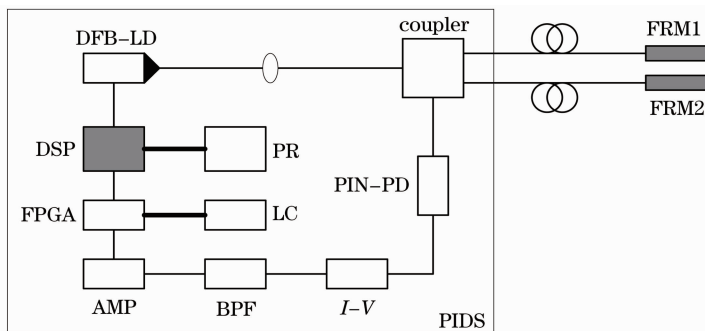 coupler
FRM1
DFB-LD
FRM2
DSP
PR
PIN-PD
FPGA
LC
AMP
BPF
I-V
PIDS